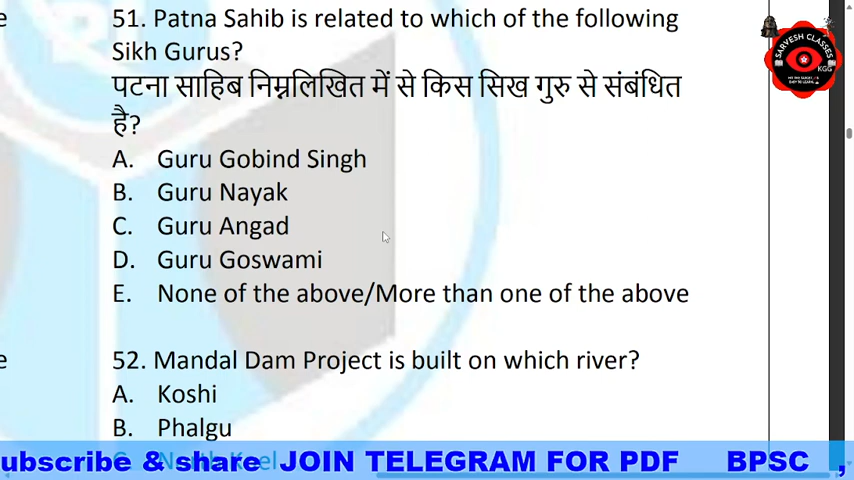 51. Patna Sahib is related to which of the following
Sikh Gurus?
पटना साहिब निम्नलिखित में से किस सिख गुरु से संबंधित
है?
A. Guru Gobind Singh
B. Guru Nayak
C. Guru Angad
D. Guru Goswami
E. None of the above/More than one of the above
52. Mandal Dam Project is built on which river?
A. Koshi
B. Phalgu
ubscribe & share JOIN TELEGRAM FOR PDF BPSC ,
SARVESH CLASSES
KGG